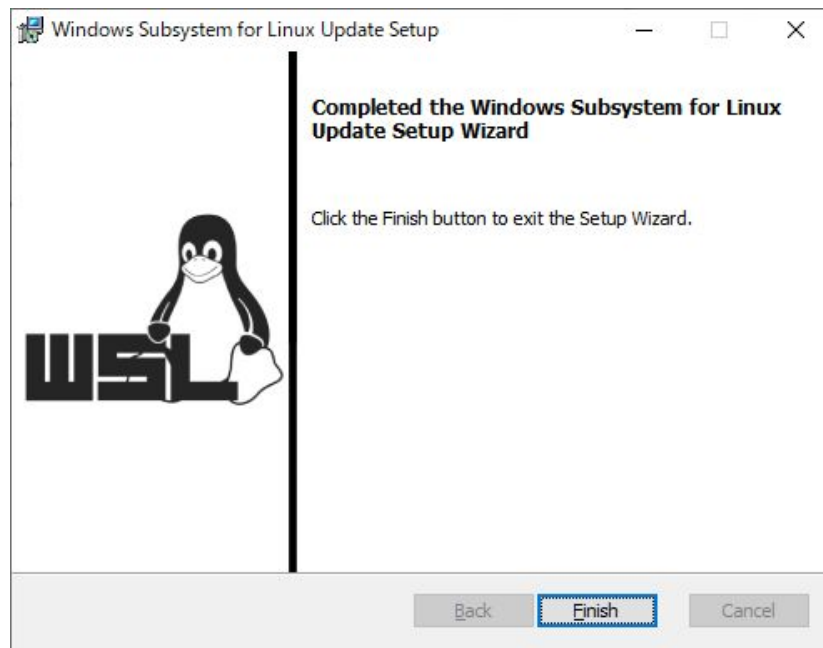 Windows Subsystem for Linux Update Setup
Completed the Windows Subsystem for Linux
Update Setup Wizard
Click the Finish button to exit the Setup Wizard.
WSL
Back
Finish
Cancel